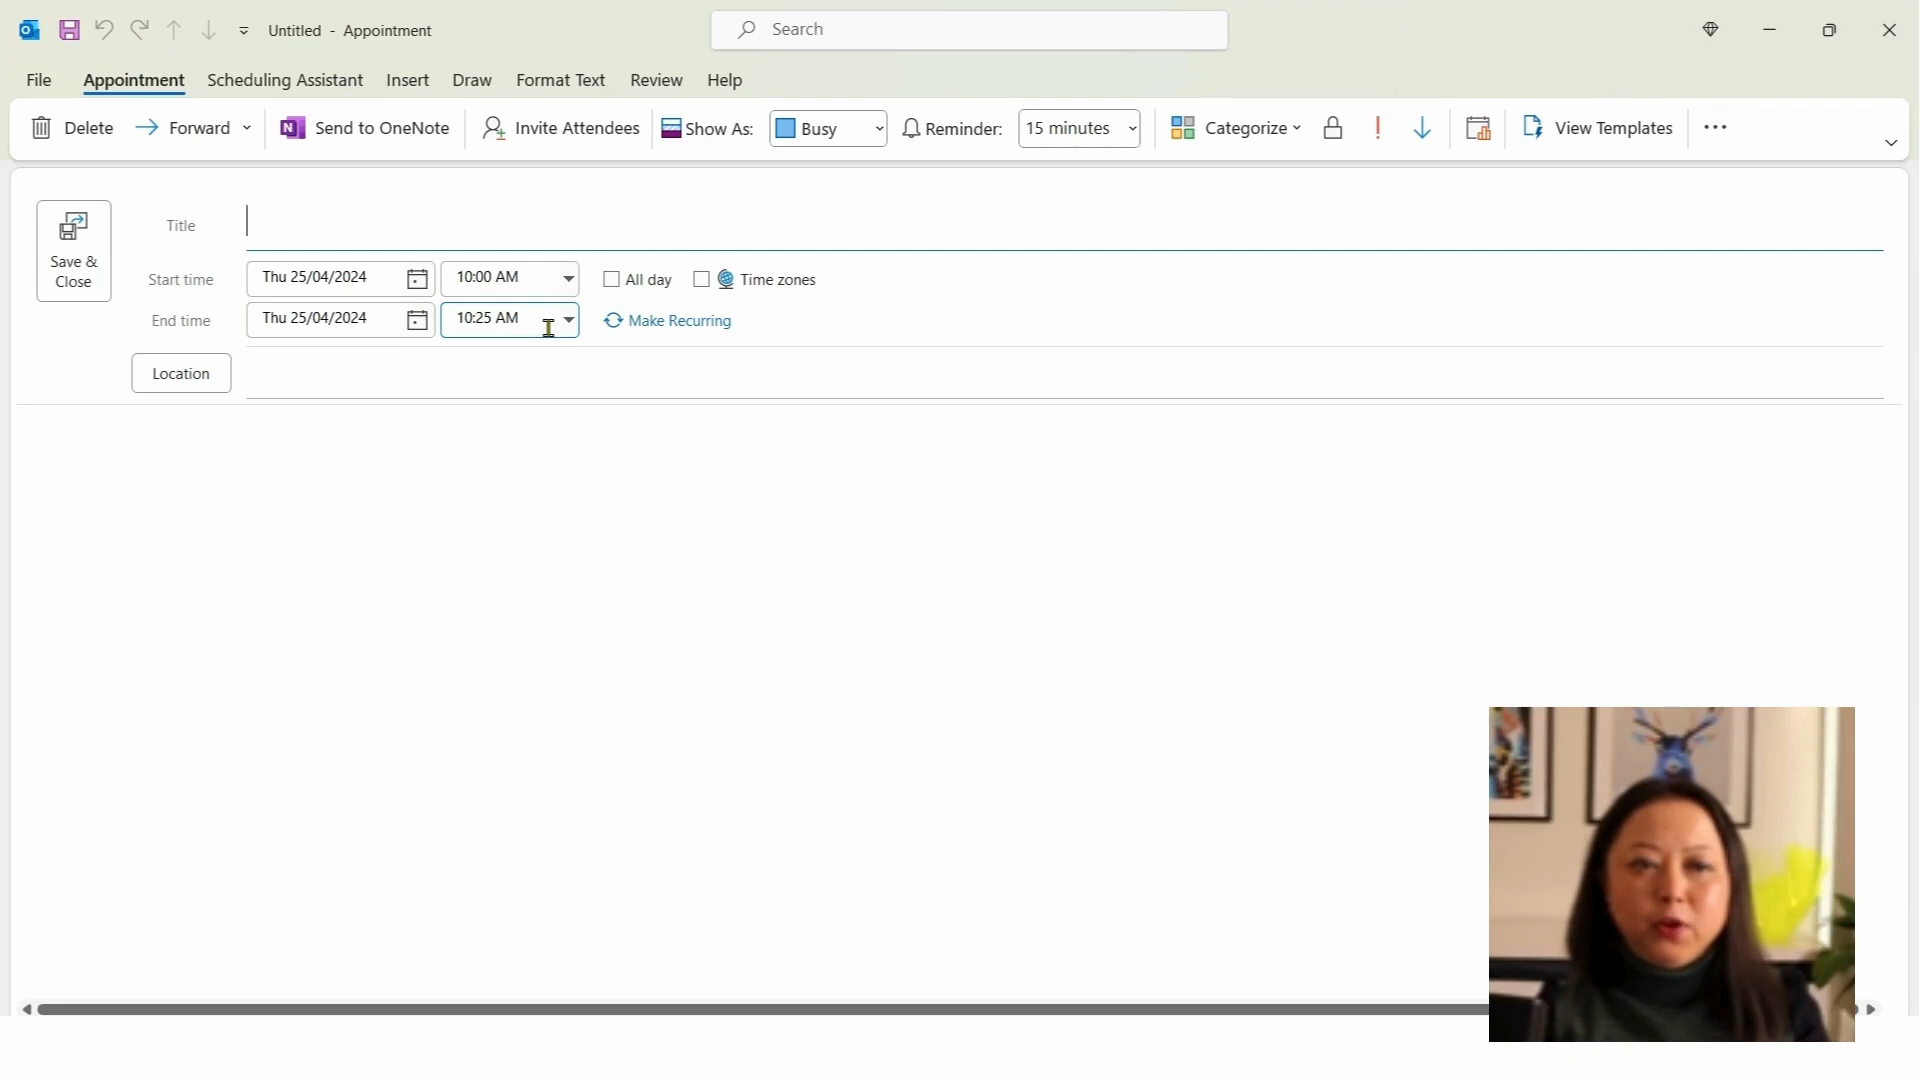 Untitled - Appointment
Search
File Appointment Scheduling Assistant Insert Draw Format Text Review Help
Delete Forward Send to OneNote Invite Attendees Show As: Busy Reminder: 15 minutes Categorize View Templates
Save & Close
Title
Start time Thu 25/04/2024 10:00 AM All day Time zones
End time Thu 25/04/2024 10:25 AM Make Recurring
Location